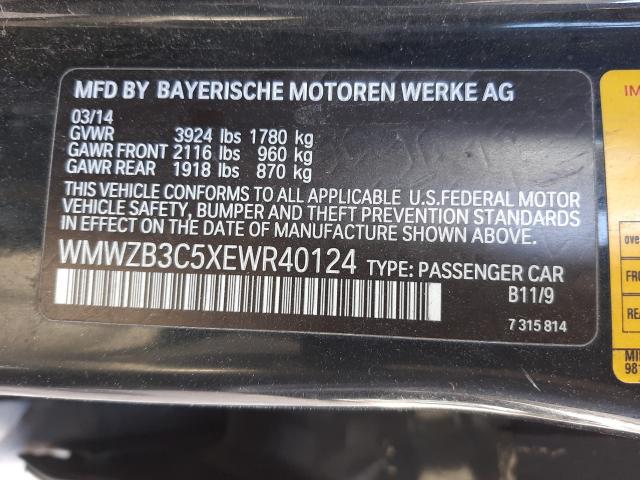 MFD BY BAYERISCHE MOTOREN WERKE AG
03/14
GVWR 3924 lbs 1780 kg
GAWR FRONT 2116 lbs 960 kg
GAWR REAR 1918 lbs 870 kg
THIS VEHICLE CONFORMS TO ALL APPLICABLE U.S.FEDERAL MOTOR
VEHICLE SAFETY, BUMPER, AND THEFT PREVENTION STANDARDS
IN EFFECT ON THE DATE OF MANUFACTURE SHOWN ABOVE.
WMWZB3C5XEWR40124 TYPE: PASSENGER CAR
B11/9
7 315 814